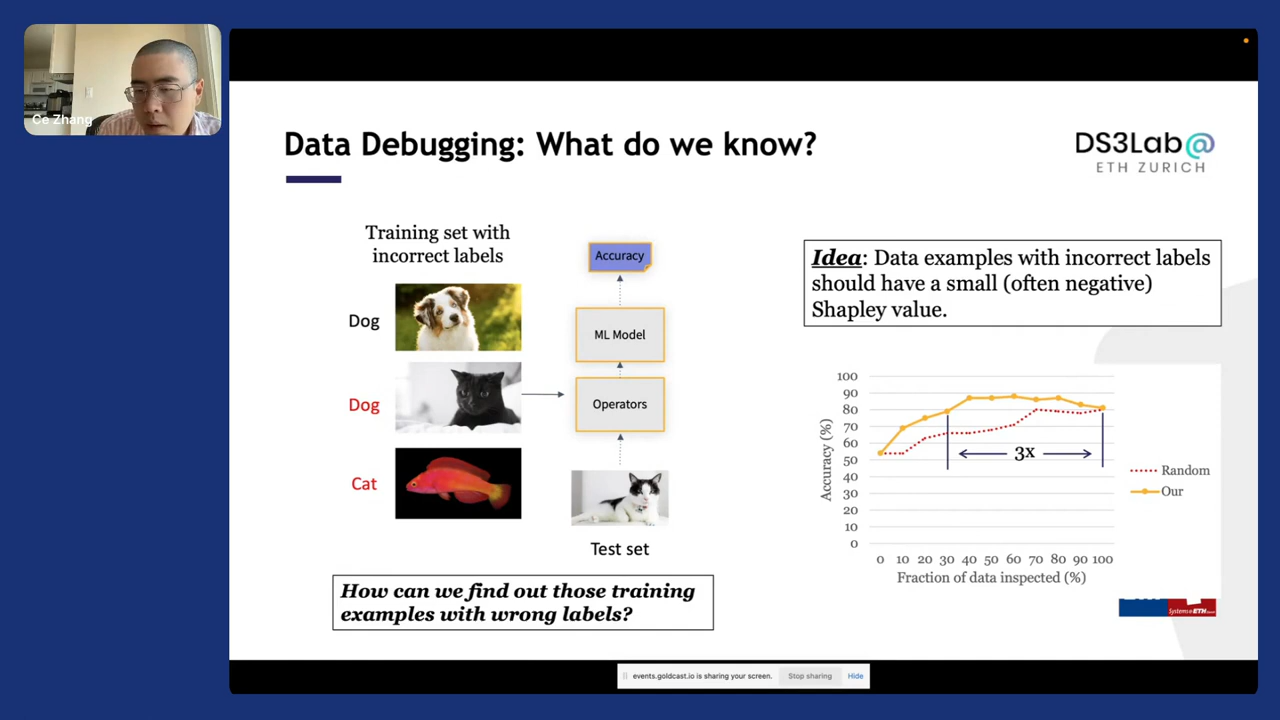 Ce Zhang
Data Debugging: What do we know?
DS3Lab@
ETH ZURICH
Training set with
incorrect labels
Dog
Dog
Cat
Accuracy
ML Model
Operators
Test set
How can we find out those training
examples with wrong labels?
Idea: Data examples with incorrect labels
should have a small (often negative)
Shapley value.
Accuracy (%)
100
90
80
70
60
50
40
30
20
10
0
3x
0 10 20 30 40 50 60 70 80 90 100
Fraction of data inspected (%)
Random
Our
Systems@ETH
events.goldcast.io is sharing your screen. Stop sharing Hide